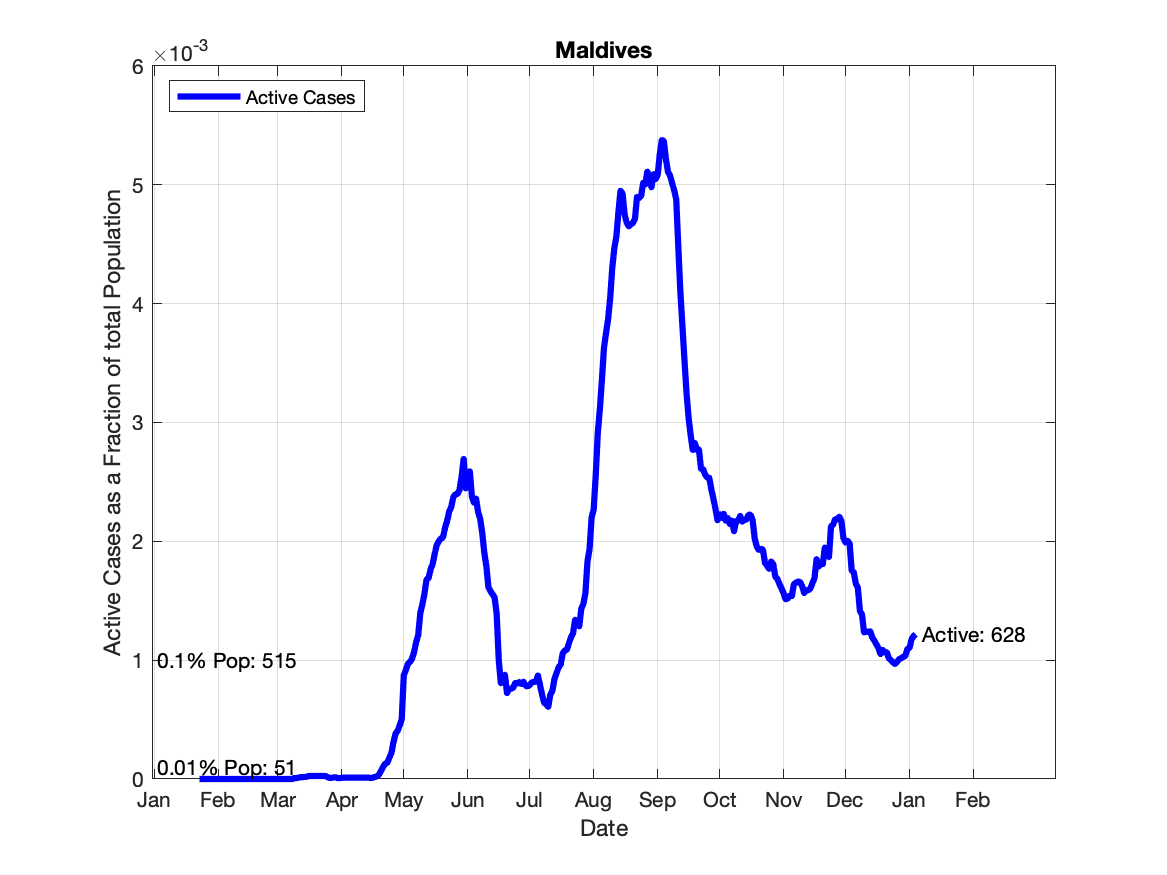 Maldives
×10-3
6
5
4
3
2
1
0
Active Cases
Active Cases as a Fraction of total Population
0.1% Pop: 515
0.01% Pop: 51
Active: 628
Jan Feb Mar Apr May Jun Jul Aug Sep Oct Nov Dec Jan Feb
Date